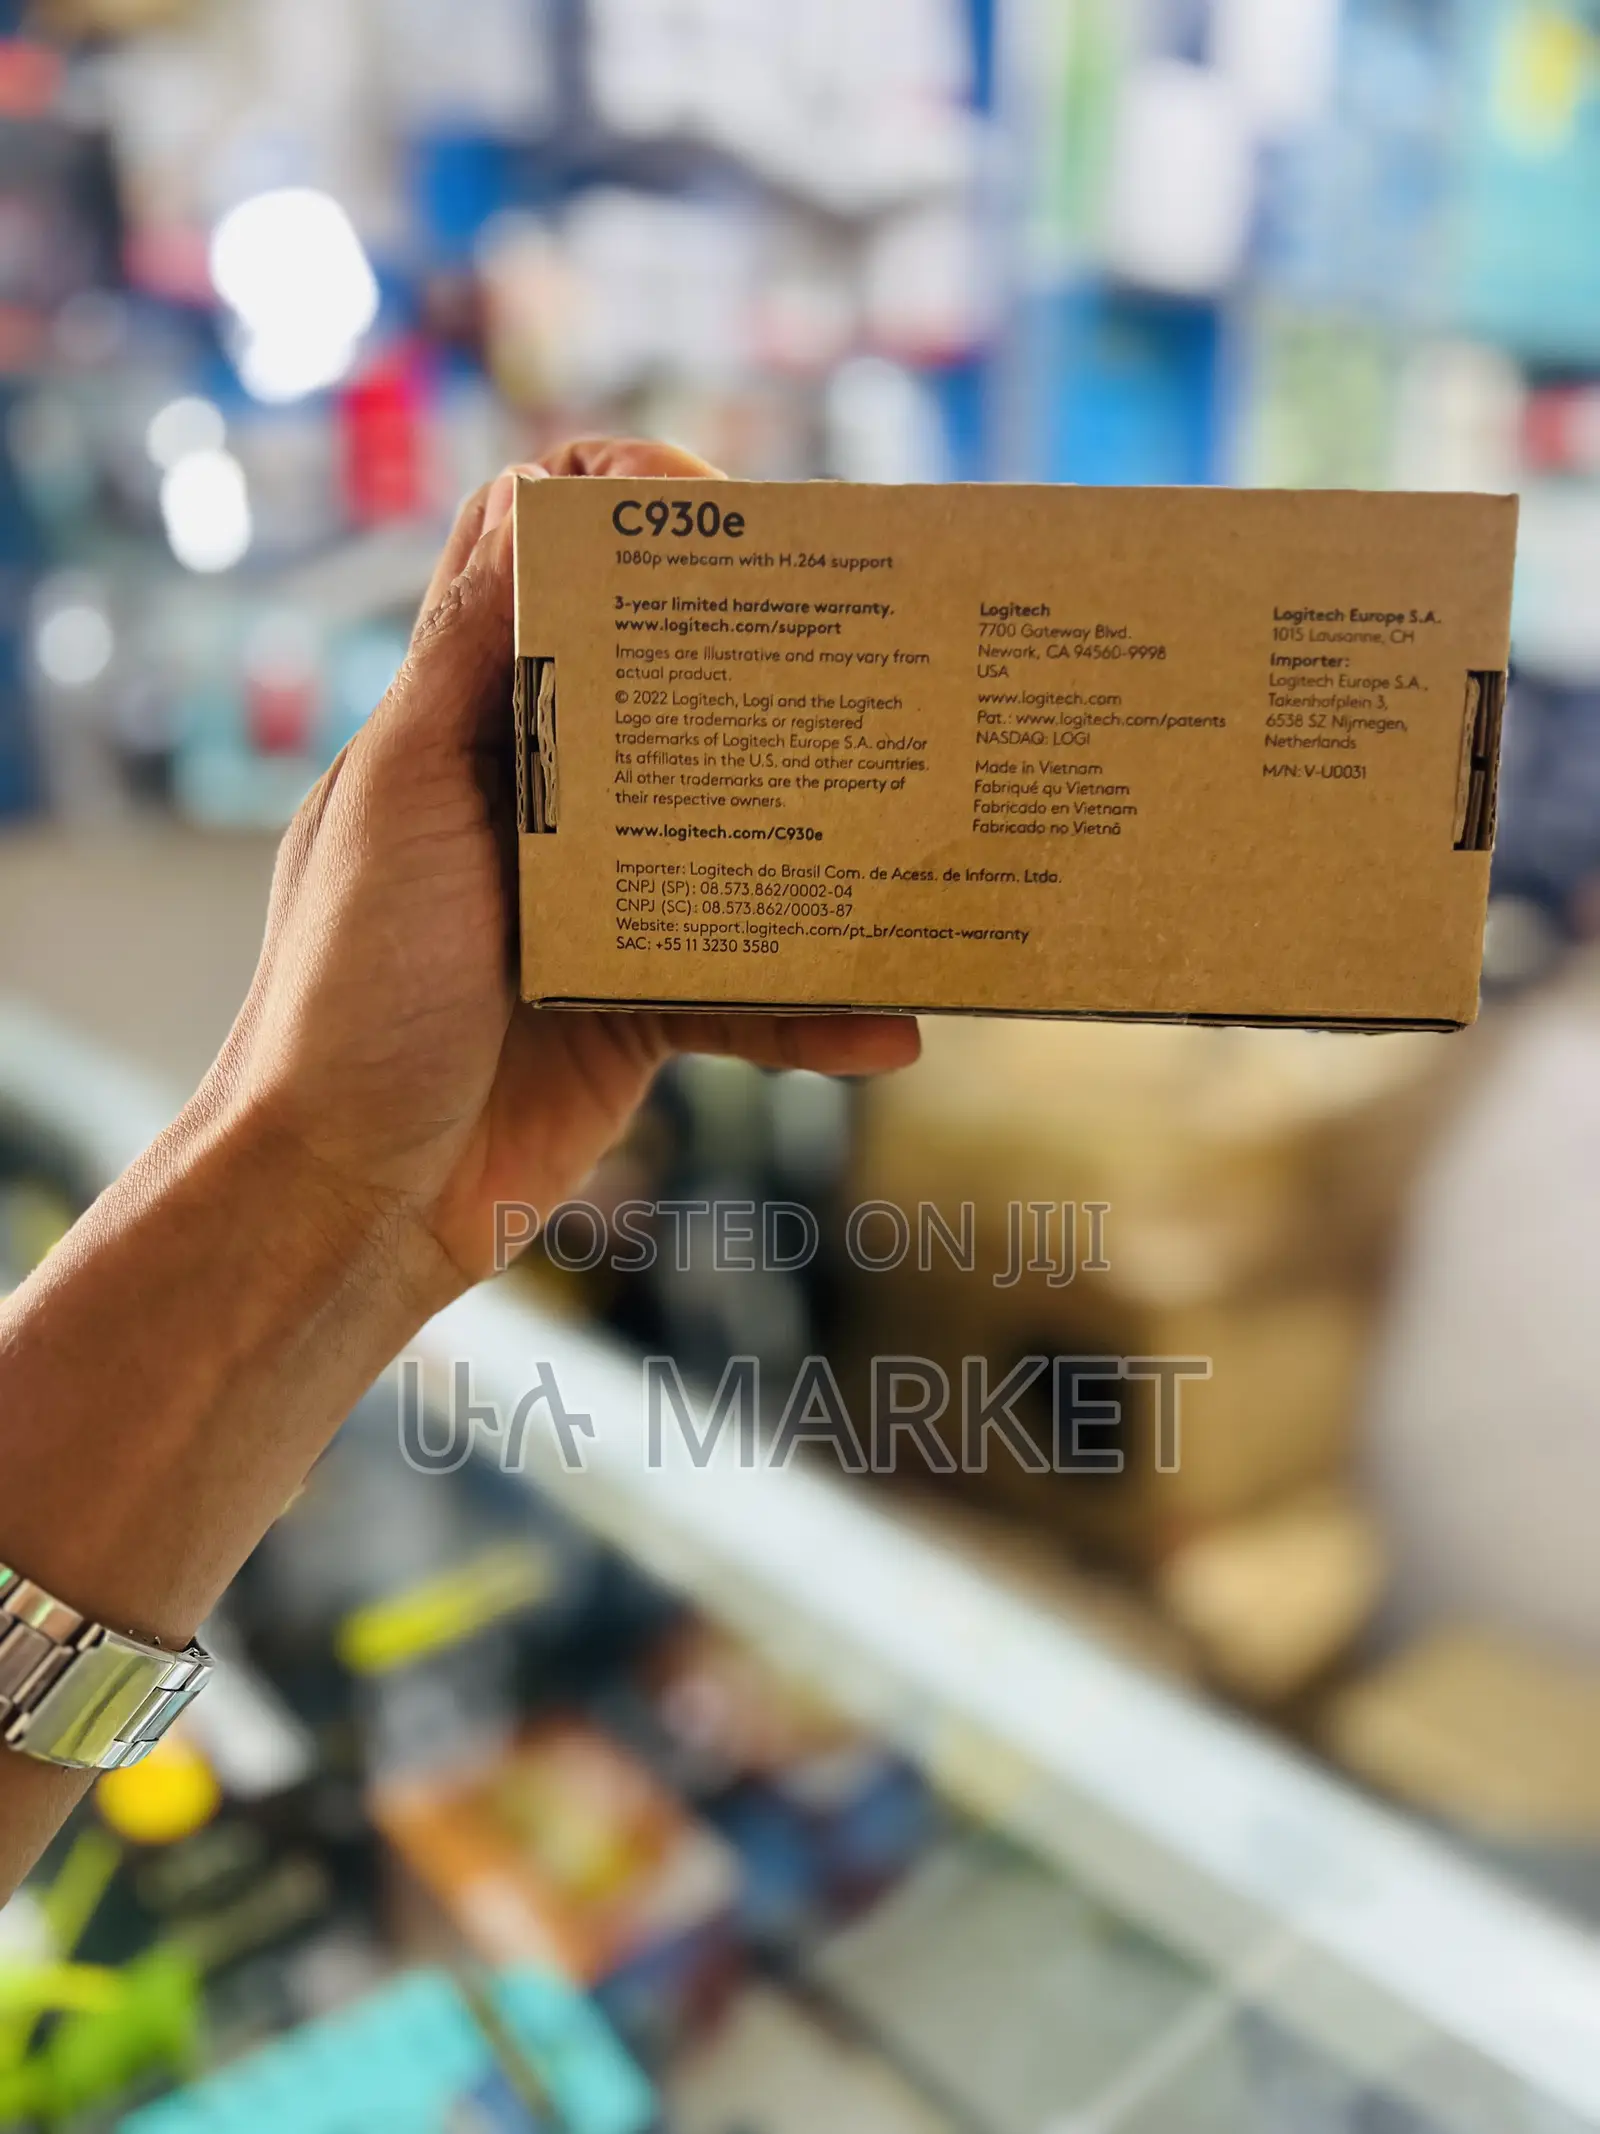 C930e
1080p webcam with H.264 support
3-year limited hardware warranty.
www.logitech.com/support
Images are illustrative and may vary from
actual product.
© 2022 Logitech, Logi and the Logitech
Logo are trademarks or registered
trademarks of Logitech Europe S.A. and/or
its affiliates in the U.S. and other countries.
All other trademarks are the property of
their respective owners.
www.logitech.com/C930e
Logitech
7700 Gateway Blvd.
Newark, CA 94560-9998
USA
www.logitech.com
Pat.: www.logitech.com/patents
NASDAQ: LOGI
Made in Vietnam
Fabriqué qu Vietnam
Fabricado en Vietnam
Fabricado no Vietnã
Logitech Europe S.A.
1015 Lausanne, CH
Importer:
Logitech Europe S.A.,
Takenhofplein 3,
6538 SZ Nijmegen,
Netherlands
M/N: V-U0031
Importer: Logitech do Brasil Com. de Acess. de Inform. Ltda.
CNPJ (SP): 08.573.862/0002-04
CNPJ (SC): 08.573.862/0003-87
Website: support.logitech.com/pt_br/contact-warranty
SAC: +55 11 3230 3580
POSTED ON JIJI
ሁሉ MARKET